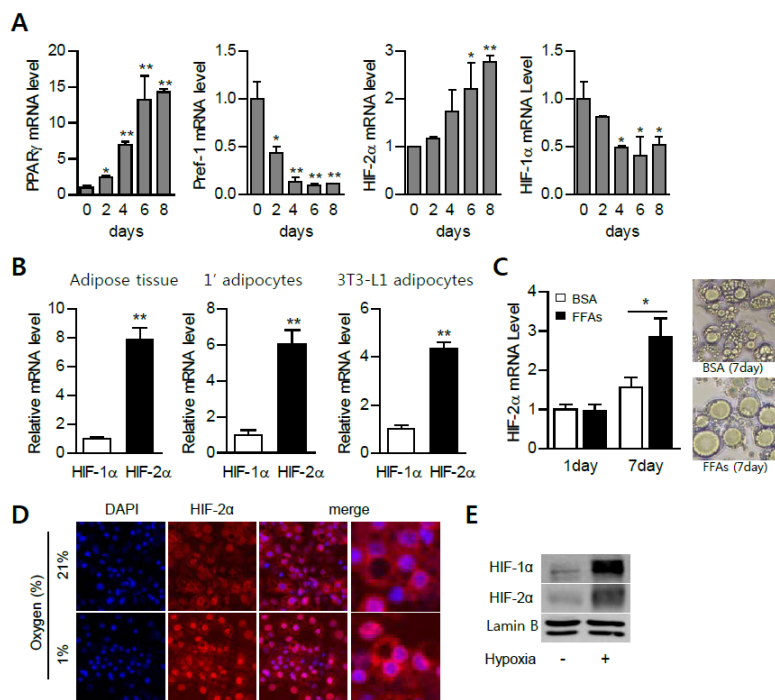 A
PPARγ mRNA level
20
15
10
5
0
0 2 4 6 8
days
* ** ** **
Pref-1 mRNA level
1.5
1.0
0.5
0.0
0 2 4 6 8
days
* ** ** **
HIF-2α mRNA level
3
2
1
0
0 2 4 6 8
days
* **
HIF-1α mRNA Level
1.5
1.0
0.5
0.0
0 2 4 6 8
days
* * *
B
Adipose tissue
Relative mRNA level
10
8
6
4
2
0
**
HIF-1α HIF-2α
1' adipocytes
Relative mRNA level
8
6
4
2
0
**
HIF-1α HIF-2α
3T3-L1 adipocytes
Relative mRNA level
6
4
2
0
**
HIF-1α HIF-2α
C
HIF-2α mRNA Level
4
3
2
1
0
BSA
FFAs
*
1day 7day
BSA (7day)
FFAs (7day)
D
DAPI HIF-2α merge
Oxygen (%)
21%
1%
E
HIF-1α
HIF-2α
Lamin B
Hypoxia - +